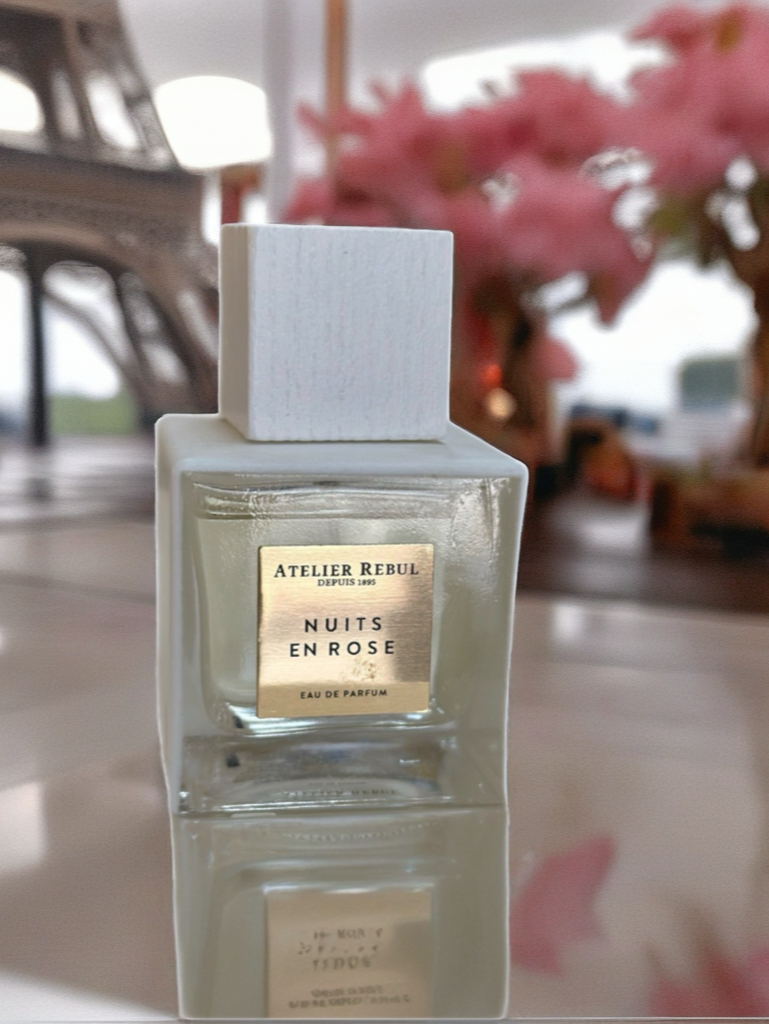 ATELIER REBUL
DEPUIS 1895
NUITS
EN ROSE
EAU DE PARFUM